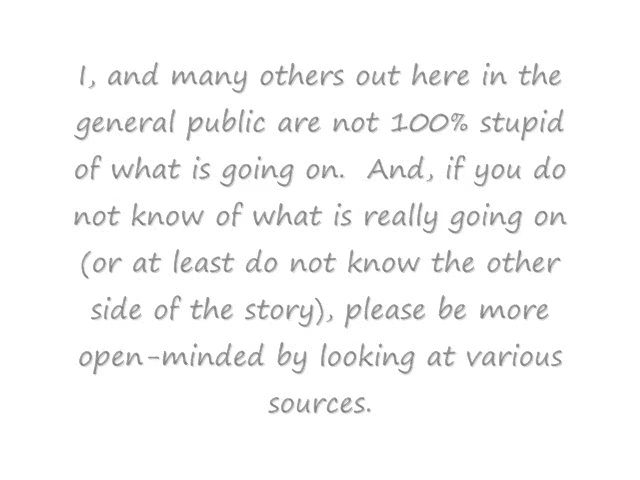 I, and many others out here in the
general public are not 100% stupid
of what is going on.  And, if you do
not know of what is really going on
(or at least do not know the other
side of the story), please be more
open-minded by looking at various
sources.